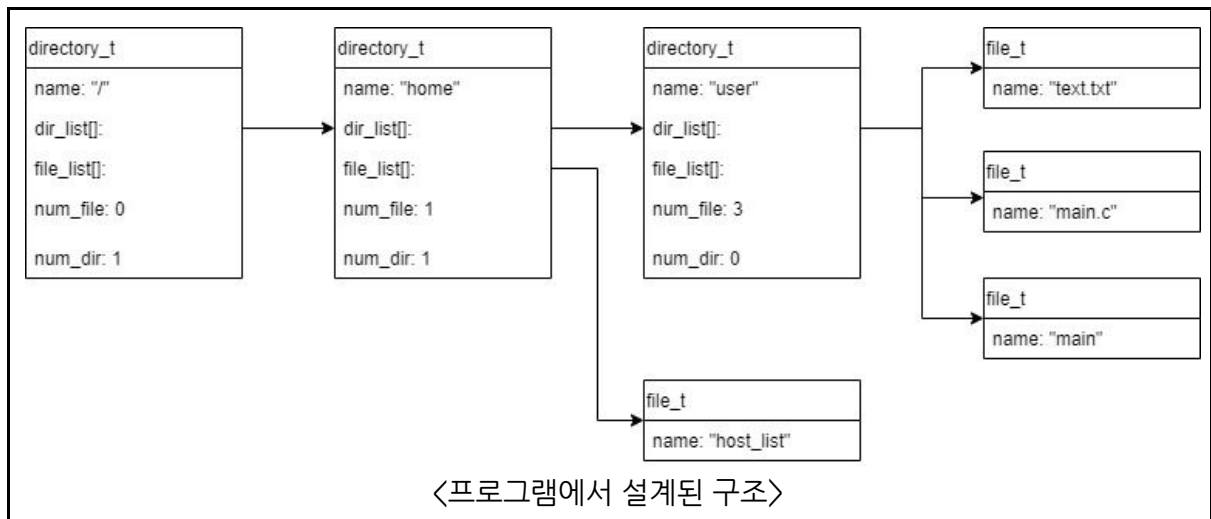 directory_t
name: "/"
dir_list[]:
file_list[]:
num_file: 0
num_dir: 1
directory_t
name: "home"
dir_list[]:
file_list[]:
num_file: 1
num_dir: 1
directory_t
name: "user"
dir_list[]:
file_list[]:
num_file: 3
num_dir: 0
file_t
name: "text.txt"
file_t
name: "main.c"
file_t
name: "main"
file_t
name: "host_list"
<프로그램에서 설계된 구조>